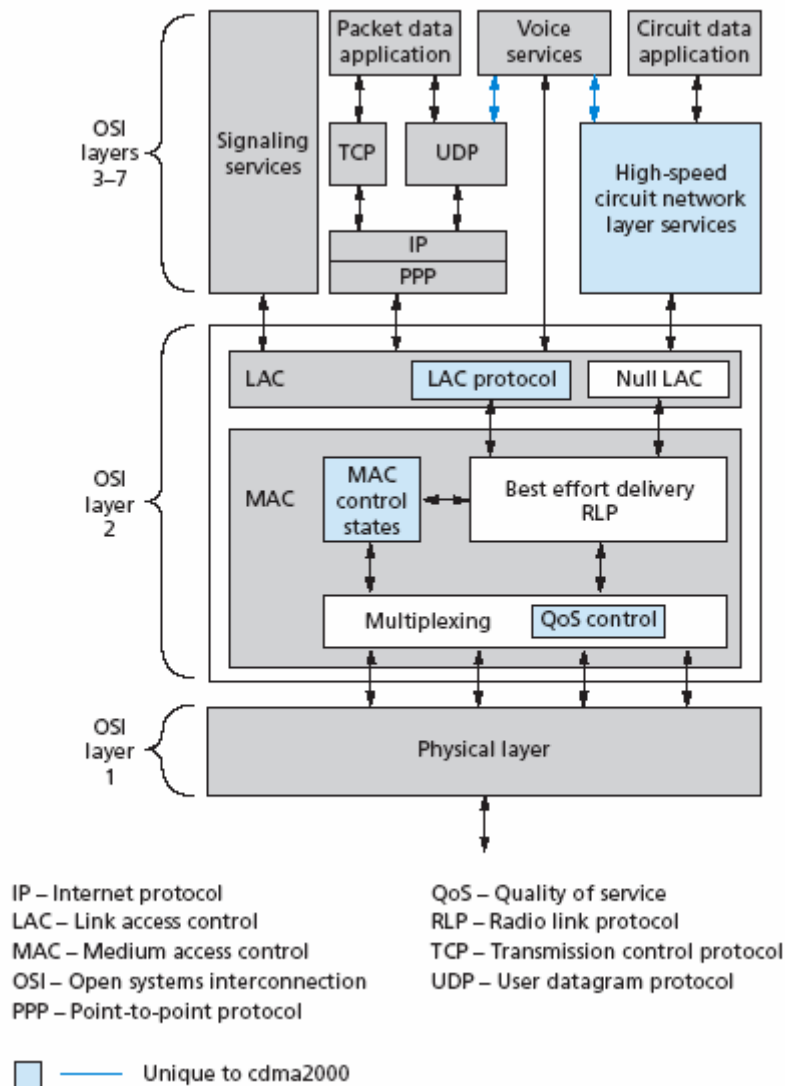 Packet data
application
Voice
services
Circuit data
application
OSI
layers
3–7
Signaling
services
TCP
UDP
High-speed
circuit network
layer services
IP
PPP
OSI
layer
2
LAC
LAC protocol
Null LAC
MAC
MAC
control
states
Best effort delivery
RLP
Multiplexing
QoS control
OSI
layer
1
Physical layer
IP – Internet protocol
LAC – Link access control
MAC – Medium access control
OSI – Open systems interconnection
PPP – Point-to-point protocol
QoS – Quality of service
RLP – Radio link protocol
TCP – Transmission control protocol
UDP – User datagram protocol
Unique to cdma2000